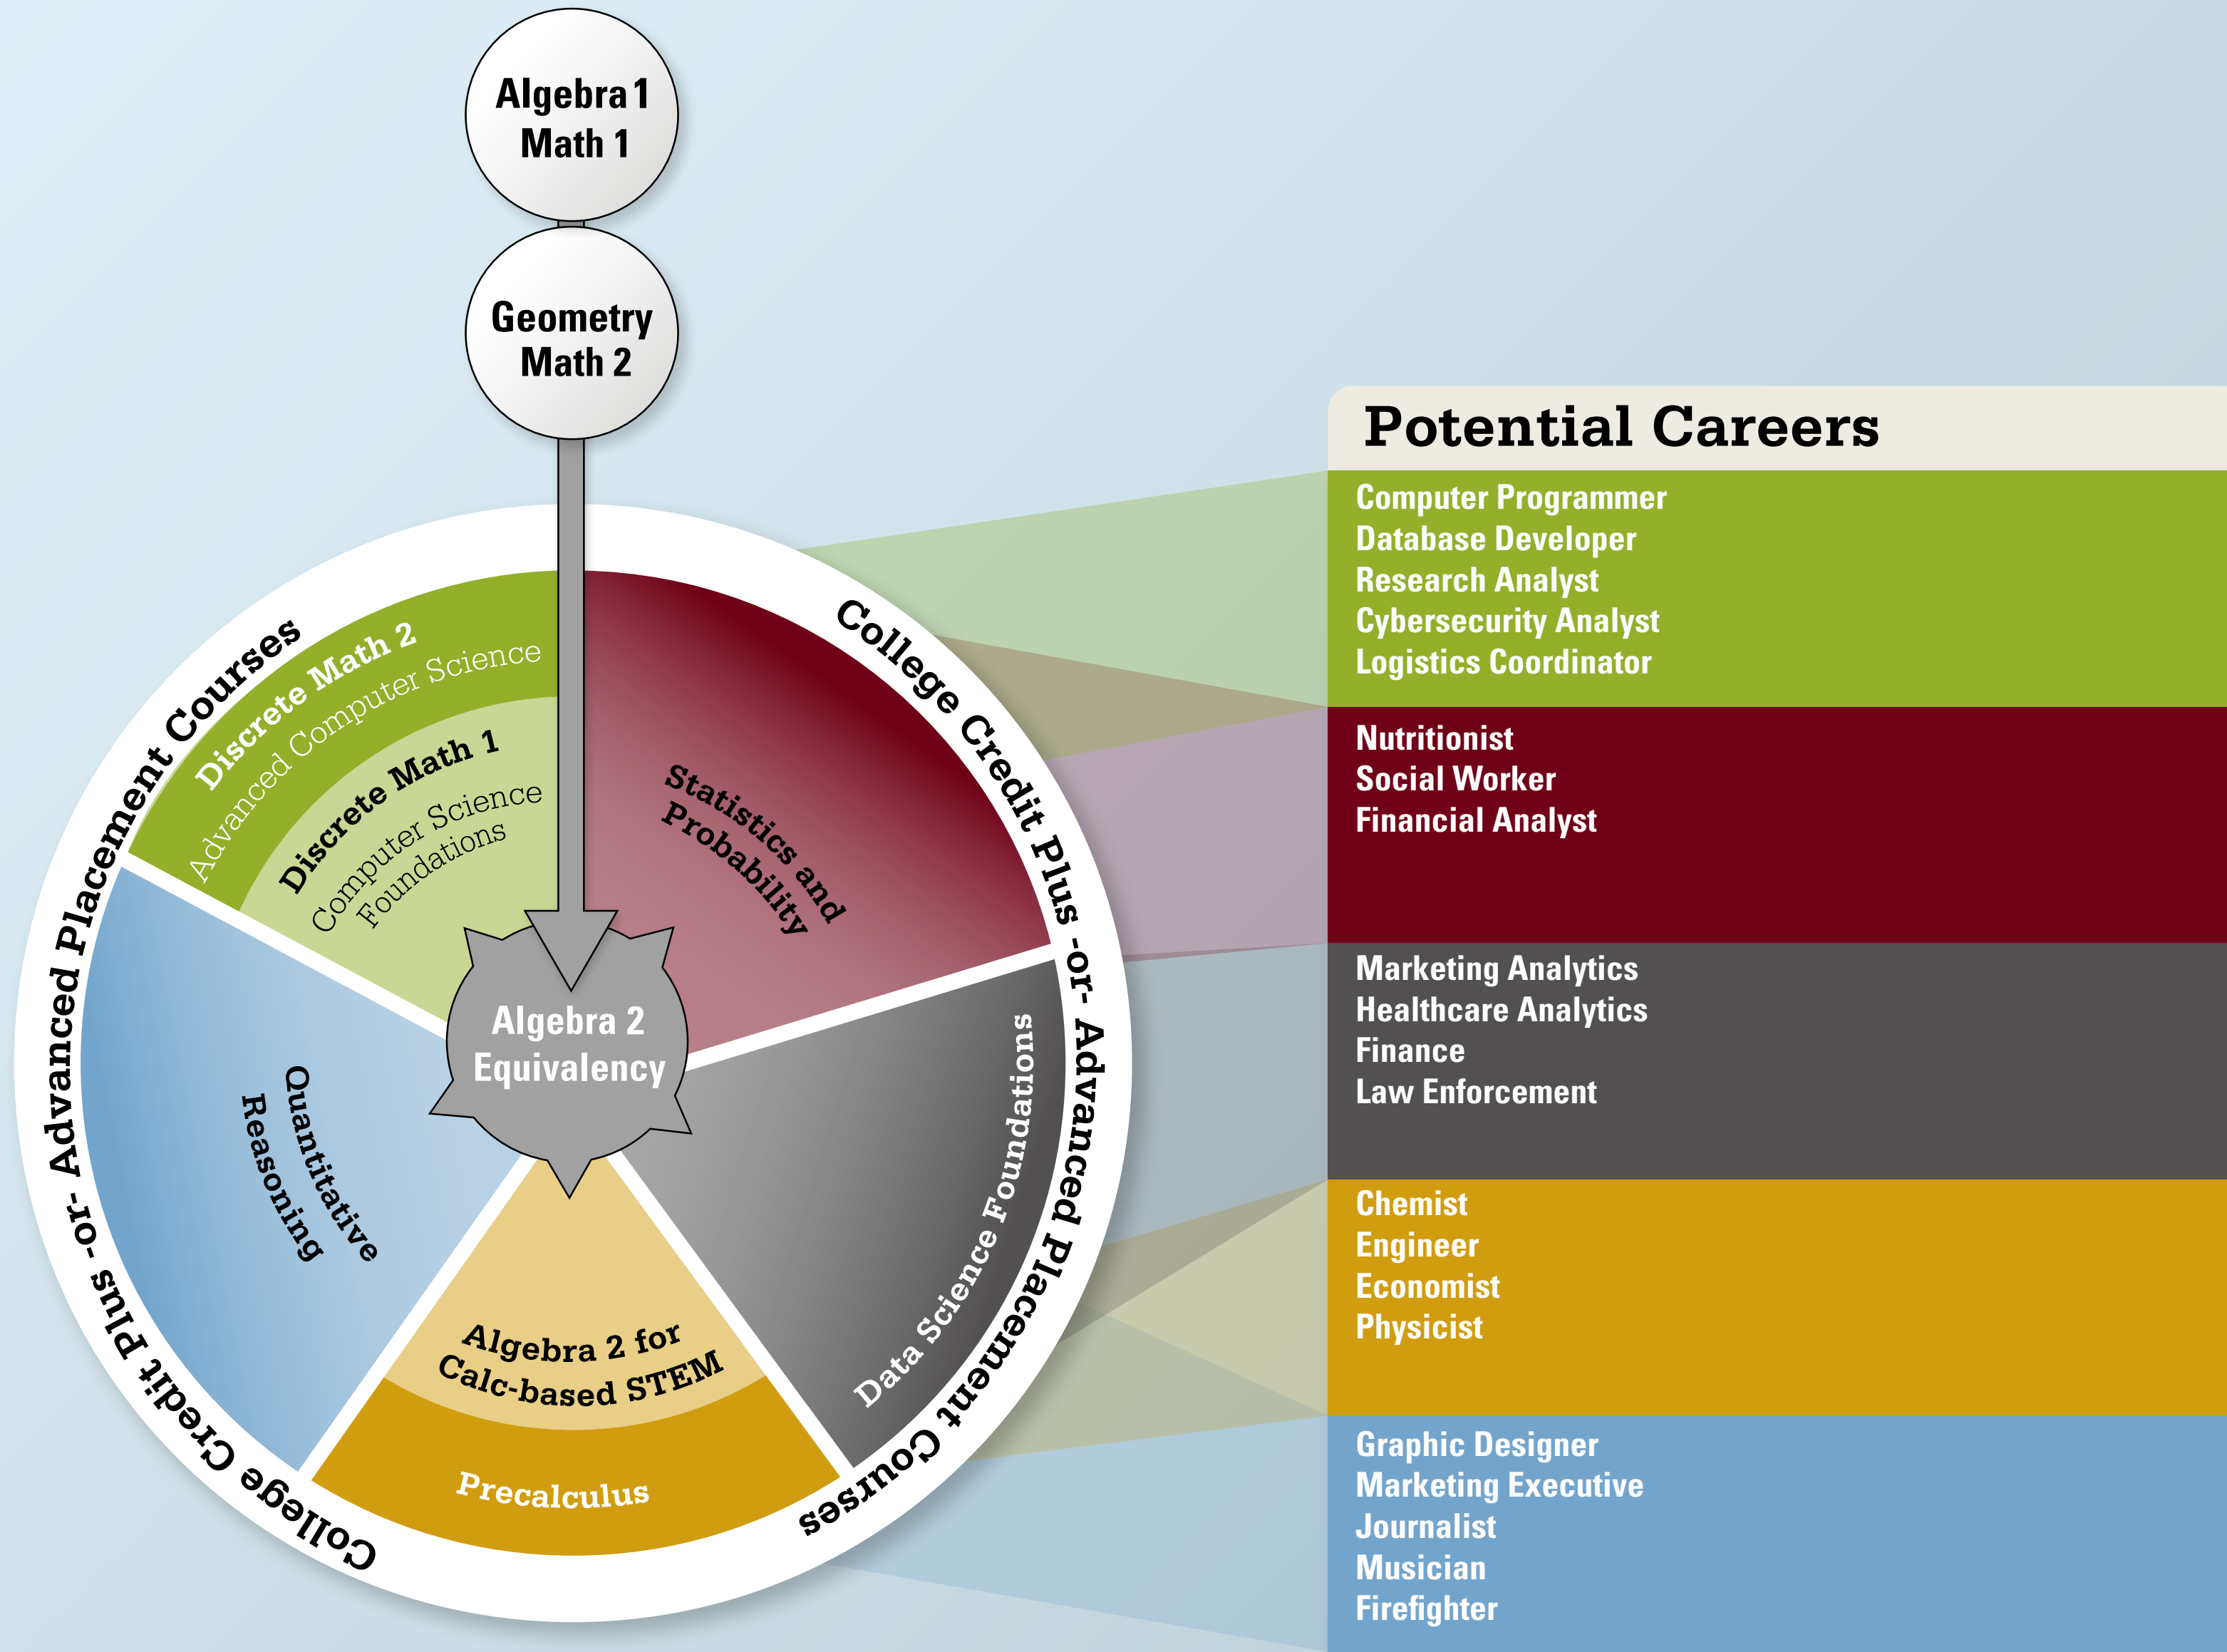 Algebra 1
Math 1
Geometry
Math 2
Advanced Placement Courses
College Credit Plus -or- Advanced Placement Courses
College Credit Plus -or-
Discrete Math 2
Advanced Computer Science
Discrete Math 1
Computer Science
Foundations
Statistics and
Probability
Algebra 2
Equivalency
Data Science Foundations
Quantitative
Reasoning
Algebra 2 for
Calc-based STEM
Precalculus
Potential Careers
Computer Programmer
Database Developer
Research Analyst
Cybersecurity Analyst
Logistics Coordinator
Nutritionist
Social Worker
Financial Analyst
Marketing Analytics
Healthcare Analytics
Finance
Law Enforcement
Chemist
Engineer
Economist
Physicist
Graphic Designer
Marketing Executive
Journalist
Musician
Firefighter